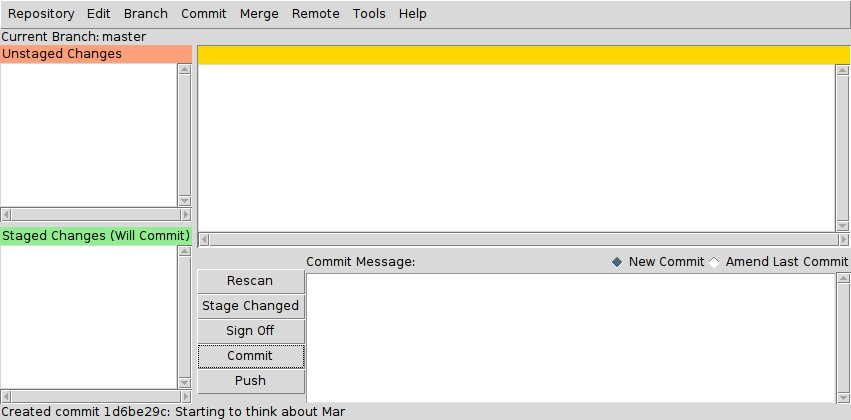 Repository Edit Branch Commit Merge Remote Tools Help
Current Branch: master
Unstaged Changes
Staged Changes (Will Commit)
Commit Message:
New Commit
Amend Last Commit
Rescan
Stage Changed
Sign Off
Commit
Push
Created commit 1d6be29c: Starting to think about Mar